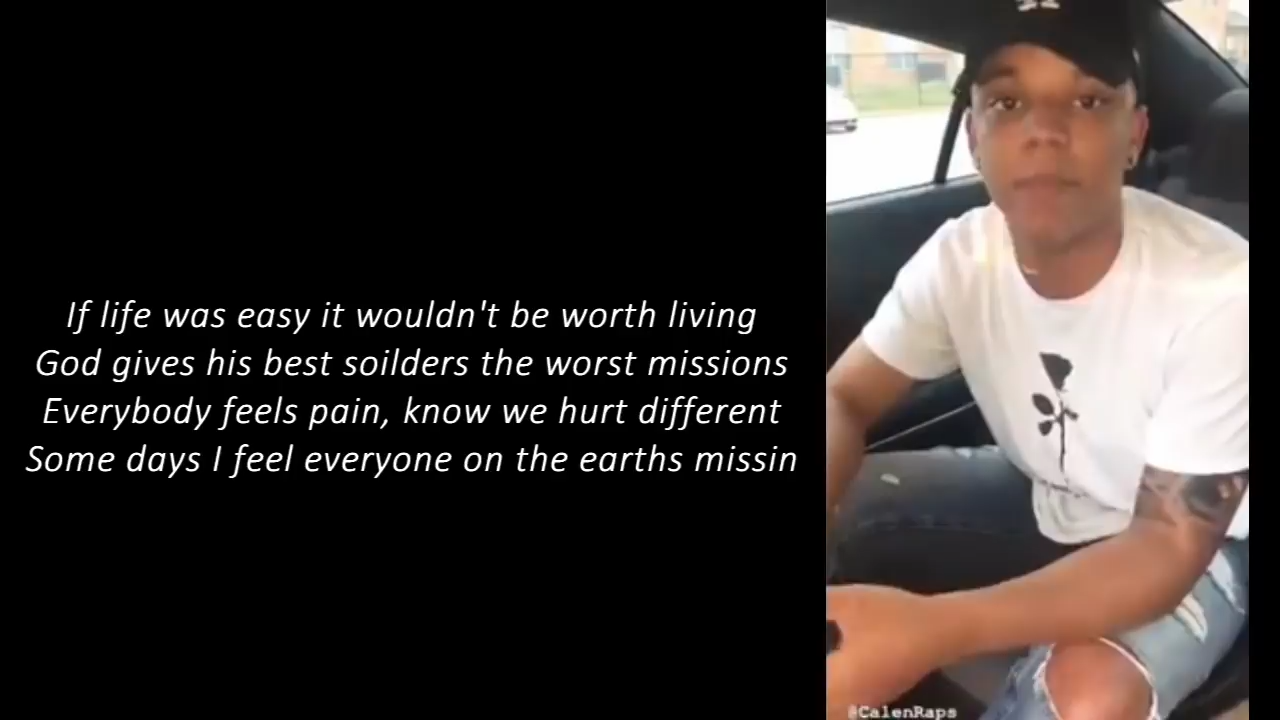 If life was easy it wouldn't be worth living
God gives his best soilders the worst missions
Everybody feels pain, know we hurt different
Some days I feel everyone on the earths missin
@CalenRaps